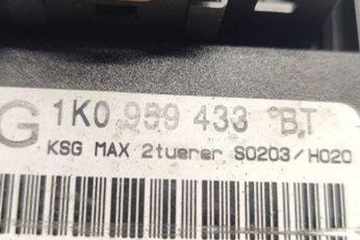 G 1K0 959 433 BT
KSG MAX 2tuerer S0203/H020